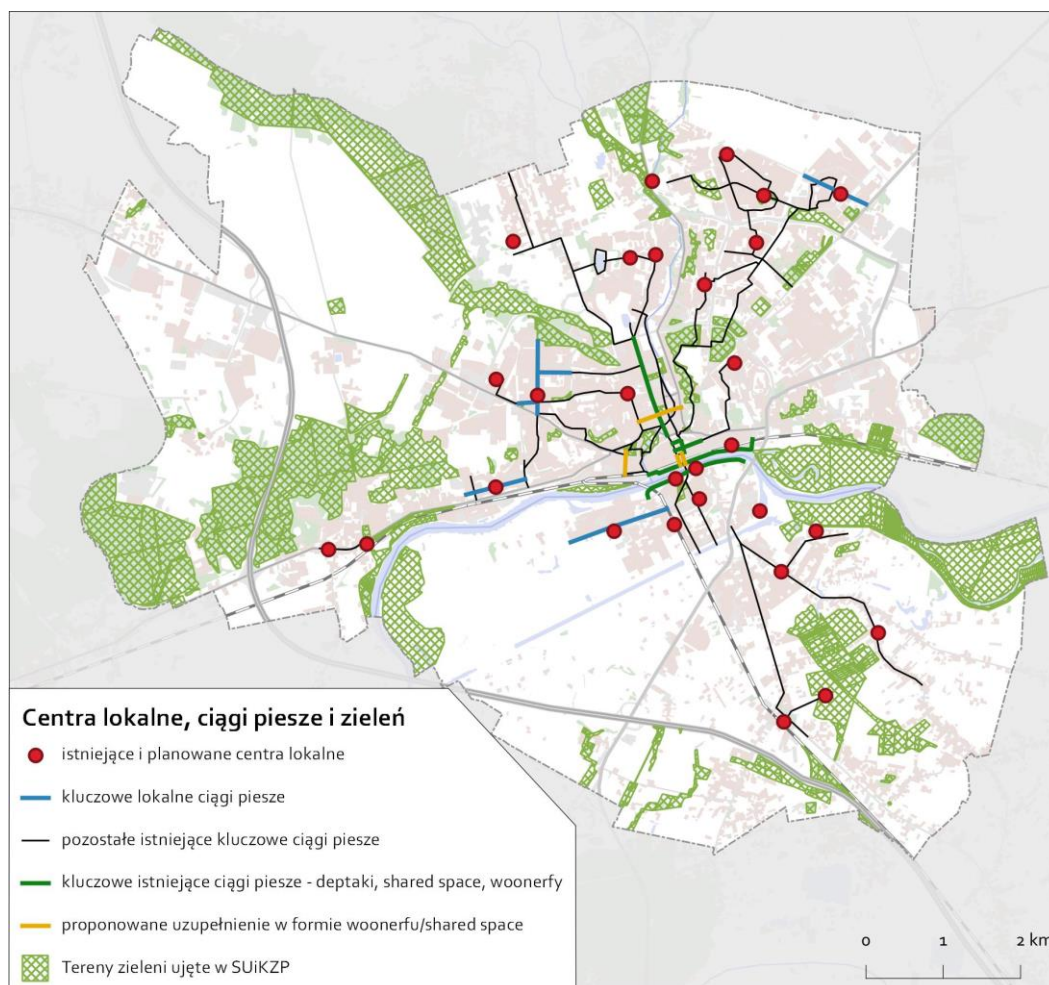 Centra lokalne, ciągi piesze i zieleń
istniejące i planowane centra lokalne
kluczowe lokalne ciągi piesze
pozostałe istniejące kluczowe ciągi piesze
kluczowe istniejące ciągi piesze - deptaki, shared space, woonerfy
proponowane uzupełnienie w formie woonerfu/shared space
Tereny zieleni ujęte w SUiKZP
0 1 2 km